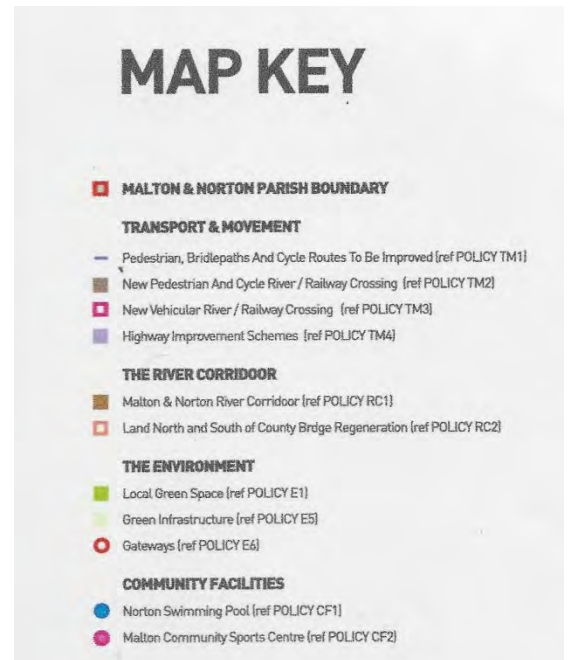 MAP KEY
MALTON & NORTON PARISH BOUNDARY
TRANSPORT & MOVEMENT
Pedestrian, Bridlepaths And Cycle Routes To Be Improved (ref POLICY TM1)
New Pedestrian And Cycle River / Railway Crossing (ref POLICY TM2)
New Vehicular River / Railway Crossing (ref POLICY TM3)
Highway Improvement Schemes (ref POLICY TM4)
THE RIVER CORRIDOOR
Malton & Norton River Corridoor (ref POLICY RC1)
Land North and South of County Brdge Regeneration (ref POLICY RC2)
THE ENVIRONMENT
Local Green Space (ref POLICY E1)
Green Infrastructure (ref POLICY E5)
Gateways (ref POLICY E6)
COMMUNITY FACILITIES
Norton Swimming Pool (ref POLICY CF1)
Malton Community Sports Centre (ref POLICY CF2)